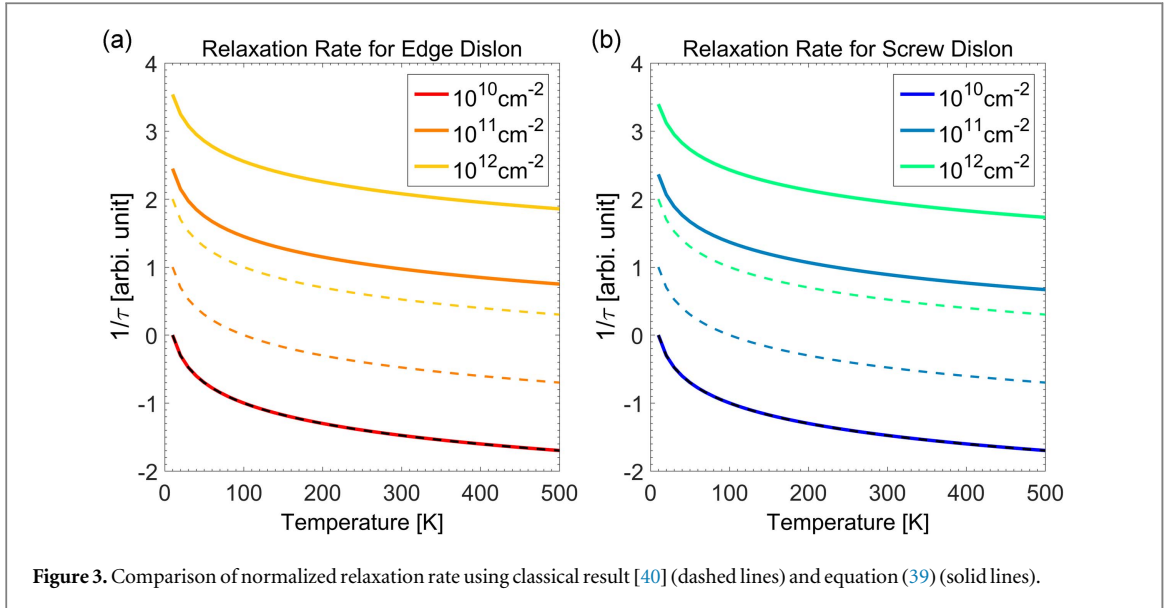 (a)
Relaxation Rate for Edge Dislon
4
3
2
1
0
-1
-2
1/τ [arbi. unit]
10^10cm^-2
10^11cm^-2
10^12cm^-2
0
100
200
300
400
500
Temperature [K]
(b)
Relaxation Rate for Screw Dislon
4
3
2
1
0
-1
-2
1/τ [arbi. unit]
10^10cm^-2
10^11cm^-2
10^12cm^-2
0
100
200
300
400
500
Temperature [K]
Figure 3. Comparison of normalized relaxation rate using classical result [40] (dashed lines) and equation (39) (solid lines).